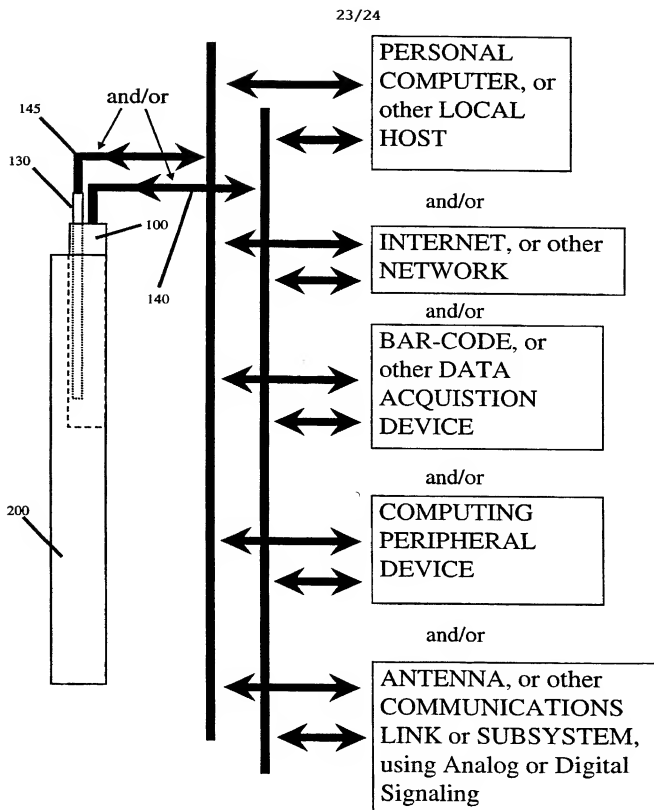 23/24
PERSONAL
COMPUTER, or
other LOCAL
HOST
and/or
145
130
100
and/or
INTERNET, or other
NETWORK
140
and/or
BAR-CODE, or
other DATA
ACQUISTION
DEVICE
and/or
200
COMPUTING
PERIPHERAL
DEVICE
and/or
ANTENNA, or other
COMMUNICATIONS
LINK or SUBSYSTEM,
using Analog or Digital
Signaling